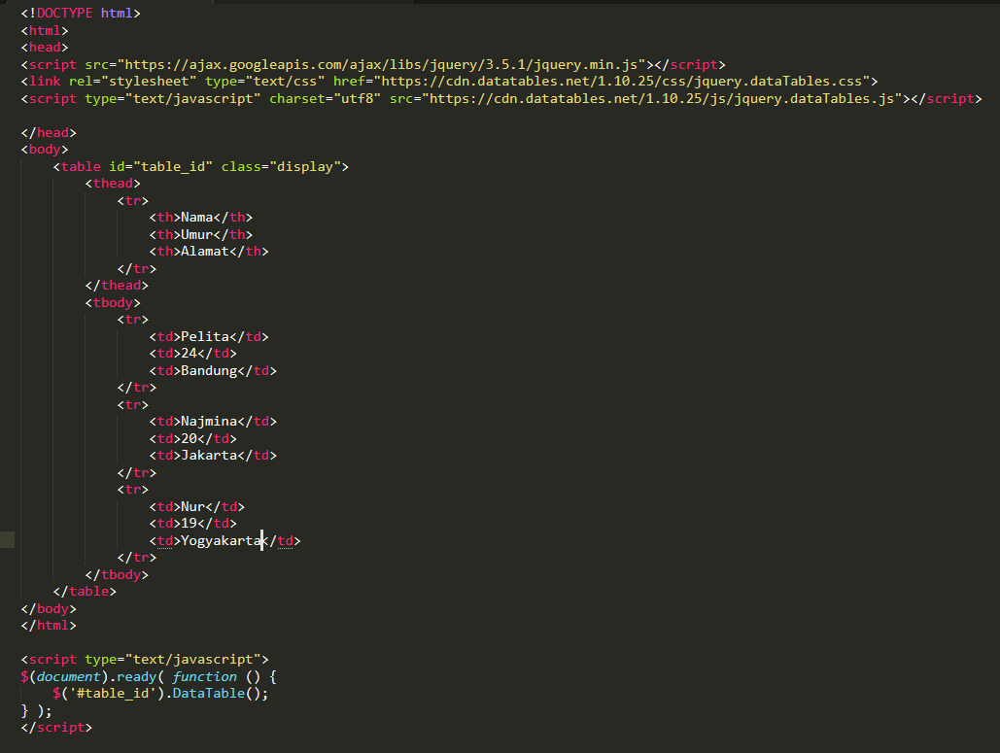 <!DOCTYPE html>
<html>
<head>
<script src="https://ajax.googleapis.com/ajax/libs/jquery/3.5.1/jquery.min.js"></script>
<link rel="stylesheet" type="text/css" href="https://cdn.datatables.net/1.10.25/css/jquery.dataTables.css">
<script type="text/javascript" charset="utf8" src="https://cdn.datatables.net/1.10.25/js/jquery.dataTables.js"></script>

</head>
<body>
    <table id="table_id" class="display">
        <thead>
            <tr>
                <th>Nama</th>
                <th>Umur</th>
                <th>Alamat</th>
            </tr>
        </thead>
        <tbody>
            <tr>
                <td>Pelita</td>
                <td>24</td>
                <td>Bandung</td>
            </tr>
            <tr>
                <td>Najmina</td>
                <td>20</td>
                <td>Jakarta</td>
            </tr>
            <tr>
                <td>Nur</td>
                <td>19</td>
                <td>Yogyakarta</td>
            </tr>
        </tbody>
    </table>
</body>
</html>

<script type="text/javascript">
$(document).ready( function () {
    $('#table_id').DataTable();
} );
</script>